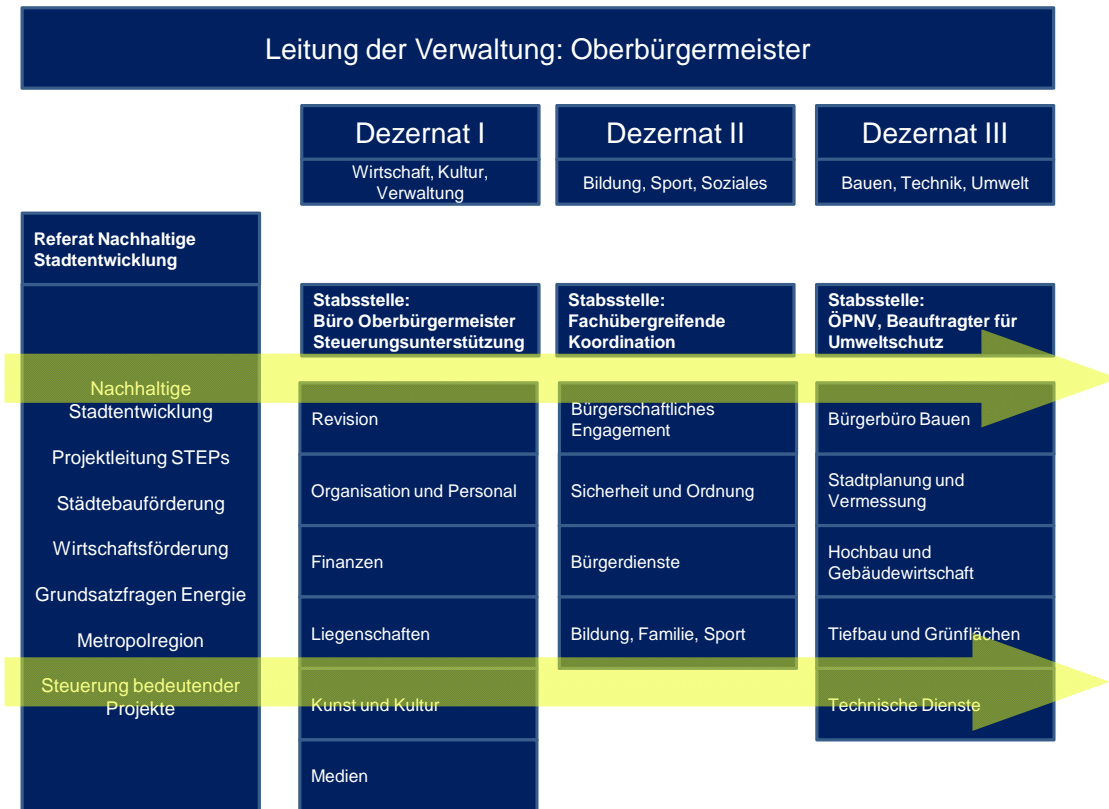 Leitung der Verwaltung: Oberbürgermeister
Dezernat I
Wirtschaft, Kultur,
Verwaltung
Dezernat II
Bildung, Sport, Soziales
Dezernat III
Bauen, Technik, Umwelt
Referat Nachhaltige
Stadtentwicklung
Nachhaltige
Stadtentwicklung
Projektleitung STEPs
Städtebauförderung
Wirtschaftsförderung
Grundsatzfragen Energie
Metropolregion
Steuerung bedeutender
Projekte
Stabsstelle:
Büro Oberbürgermeister
Steuerungsunterstützung
Revision
Organisation und Personal
Finanzen
Liegenschaften
Kunst und Kultur
Medien
Stabsstelle:
Fachübergreifende
Koordination
Bürgerschaftliches
Engagement
Sicherheit und Ordnung
Bürgerdienste
Bildung, Familie, Sport
Stabsstelle:
ÖPNV, Beauftragter für
Umweltschutz
Bürgerbüro Bauen
Stadtplanung und
Vermessung
Hochbau und
Gebäudewirtschaft
Tiefbau und Grünflächen
Technische Dienste